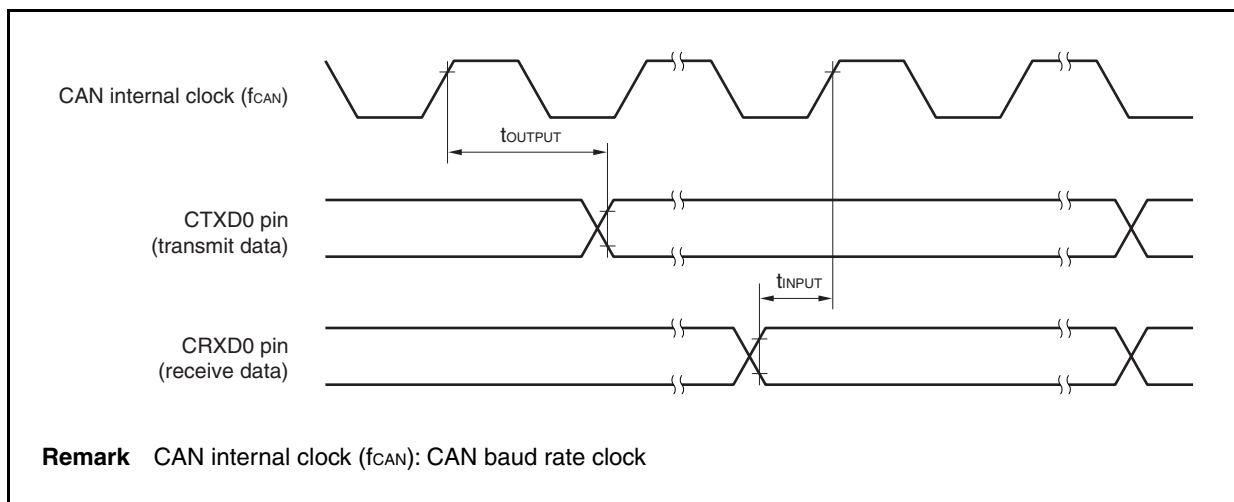 CAN internal clock (fCAN)
tOUTPUT
CTXD0 pin
(transmit data)
tINPUT
CRXD0 pin
(receive data)
Remark CAN internal clock (fCAN): CAN baud rate clock